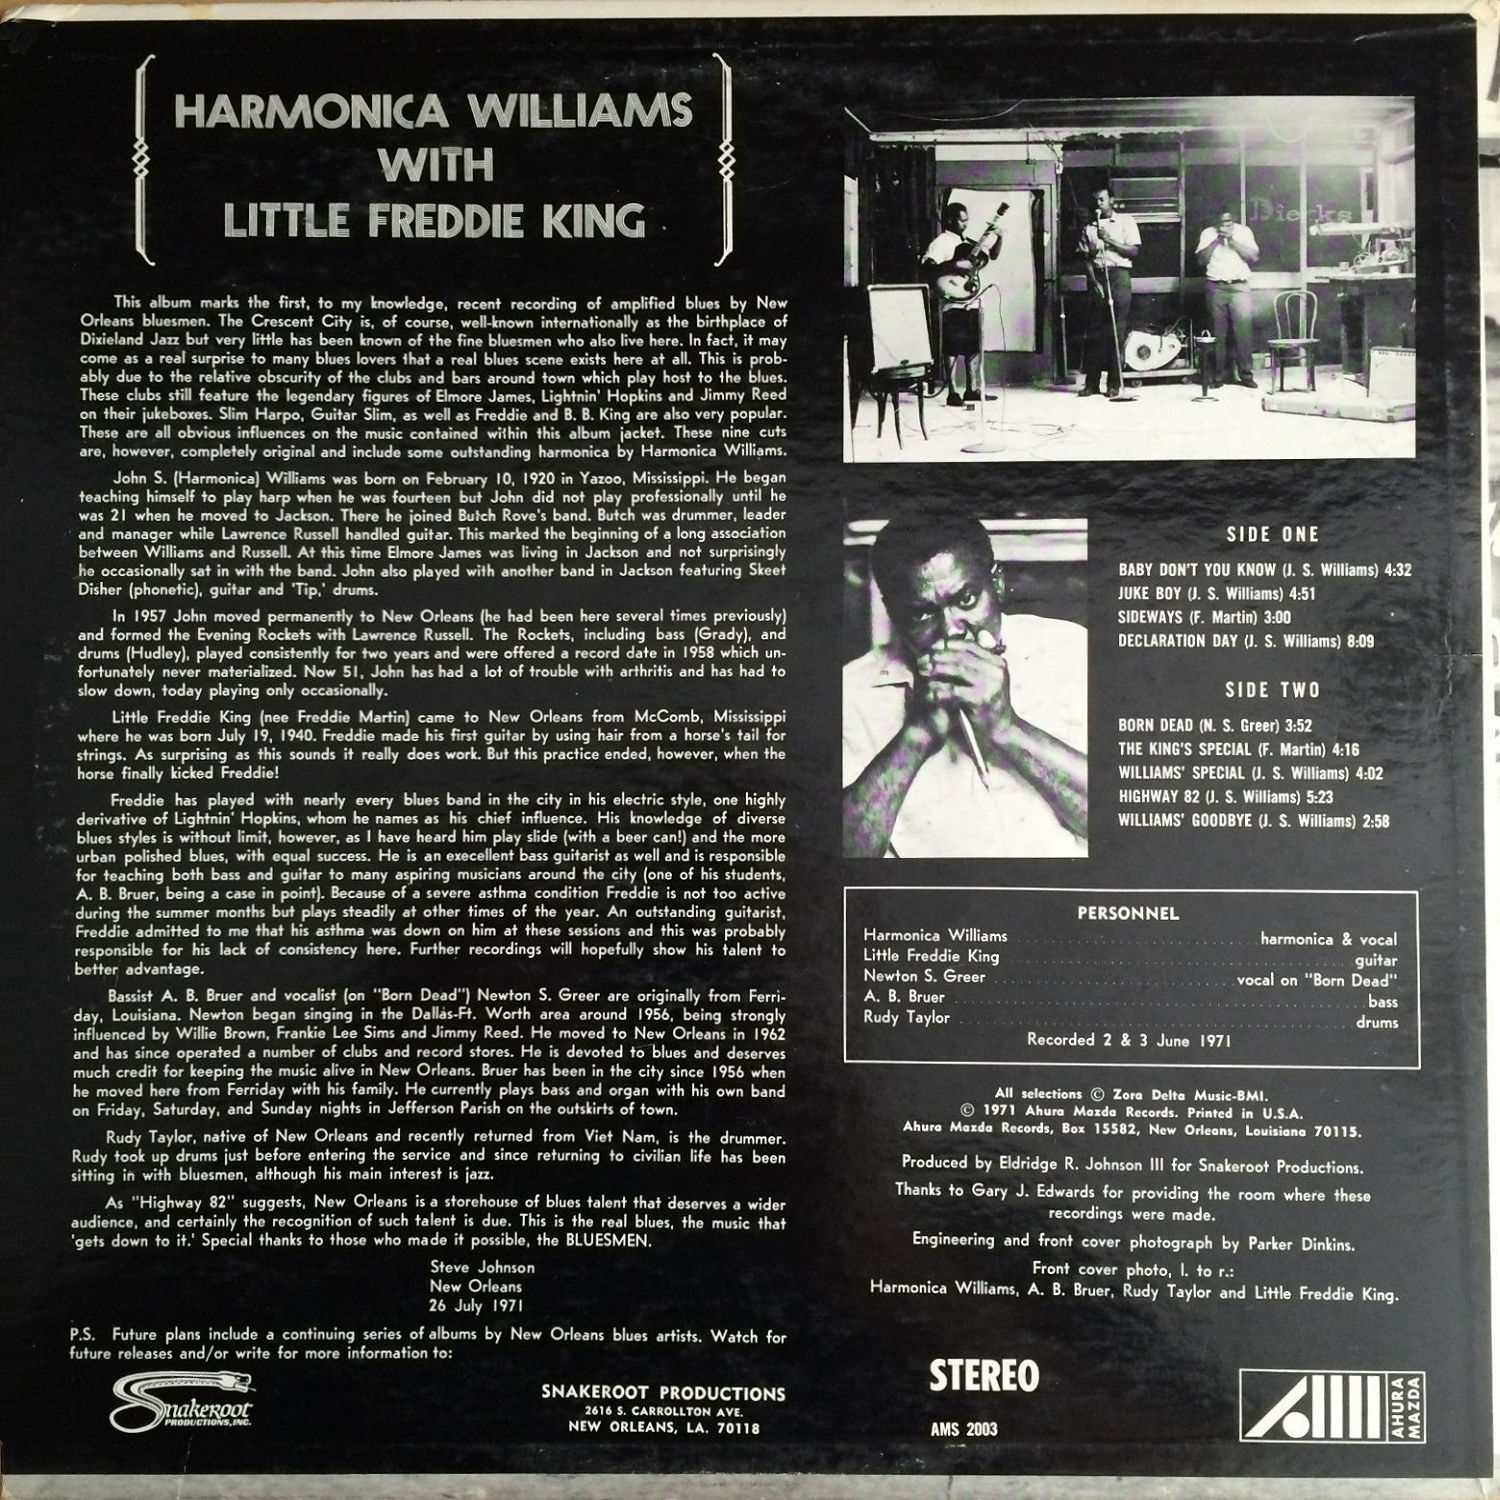 HARMONICA WILLIAMS
WITH
LITTLE FREDDIE KING
This album marks the first, to my knowledge, recent recording of amplified blues by New
Orleans bluesmen. The Crescent City is, of course, well-known internationally as the birthplace of
Dixieland Jazz but very little has been known of the fine bluesmen who also live here. In fact, it may
come as a real surprise to many blues lovers that a real blues scene exists here at all. This is prob-
ably due to the relative obscurity of the clubs and bars around town which play host to the blues.
These clubs still feature the legendary figures of Elmore James, Lightnin' Hopkins and Jimmy Reed
on their jukeboxes. Slim Harpo, Guitar Slim, as well as Freddie and B. B. King are also very popular.
These are all obvious influences on the music contained within this album jacket. These nine cuts
are, however, completely original and include some outstanding harmonica by Harmonica Williams.
John S. (Harmonica) Williams was born on February 10, 1920 in Yazoo, Mississippi. He began
teaching himself to play harp when he was fourteen but John did not play professionally until he
was 21 when he moved to Jackson. There he joined Butch Rove's band. Butch was drummer, leader
and manager while Lawrence Russell handled guitar. This marked the beginning of a long association
between Williams and Russell. At this time Elmore James was living in Jackson and not surprisingly
he occasionally sat in with the band. John also played with another band in Jackson featuring Skeet
Disher (phonetic), guitar and 'Tip,' drums.
In 1957 John moved permanently to New Orleans (he had been here several times previously)
and formed the Evening Rockets with Lawrence Russell. The Rockets, including bass (Grady), and
drums (Hudley), played consistently for two years and were offered a record date in 1958 which un-
fortunately never materialized. Now 51, John has had a lot of trouble with arthritis and has had to
slow down, today playing only occasionally.
Little Freddie King (nee Freddie Martin) came to New Orleans from McComb, Mississippi
where he was born July 19, 1940. Freddie made his first guitar by using hair from a horse's tail for
strings. As surprising as this sounds it really does work. But this practice ended, however, when the
horse finally kicked Freddie!
Freddie has played with nearly every blues band in the city in his electric style, one highly
derivative of Lightnin' Hopkins, whom he names as his chief influence. His knowledge of diverse
blues styles is without limit, however, as I have heard him play slide (with a beer can!) and the more
urban polished blues, with equal success. He is an execellent bass guitarist as well and is responsible
for teaching both bass and guitar to many aspiring musicians around the city (one of his students,
A. B. Bruer, being a case in point). Because of a severe asthma condition Freddie is not too active
during the summer months but plays steadily at other times of the year. An outstanding guitarist,
Freddie admitted to me that his asthma was down on him at these sessions and this was probably
responsible for his lack of consistency here. Further recordings will hopefully show his talent to
better advantage.
Bassist A. B. Bruer and vocalist (on "Born Dead") Newton S. Greer are originally from Ferri-
day, Louisiana. Newton began singing in the Dallas-Ft. Worth area around 1956, being strongly
influenced by Willie Brown, Frankie Lee Sims and Jimmy Reed. He moved to New Orleans in 1962
and has since operated a number of clubs and record stores. He is devoted to blues and deserves
much credit for keeping the music alive in New Orleans. Bruer has been in the city since 1956 when
he moved here from Ferriday with his family. He currently plays bass and organ with his own band
on Friday, Saturday, and Sunday nights in Jefferson Parish on the outskirts of town.
Rudy Taylor, native of New Orleans and recently returned from Viet Nam, is the drummer.
Rudy took up drums just before entering the service and since returning to civilian life has been
sitting in with bluesmen, although his main interest is jazz.
As "Highway 82" suggests, New Orleans is a storehouse of blues talent that deserves a wider
audience, and certainly the recognition of such talent is due. This is the real blues, the music that
'gets down to it.' Special thanks to those who made it possible, the BLUESMEN.
Steve Johnson
New Orleans
26 July 1971
P.S. Future plans include a continuing series of albums by New Orleans blues artists. Watch for
future releases and/or write for more information to:
Snakeroot
PRODUCTIONS, INC.
SNAKEROOT PRODUCTIONS
2616 S. CARROLLTON AVE.
NEW ORLEANS, LA. 70118
Dierks
SIDE ONE
BABY DON'T YOU KNOW (J. S. Williams) 4:32
JUKE BOY (J. S. Williams) 4:51
SIDEWAYS (F. Martin) 3:00
DECLARATION DAY (J. S. Williams) 8:09
SIDE TWO
BORN DEAD (N. S. Greer) 3:52
THE KING'S SPECIAL (F. Martin) 4:16
WILLIAMS' SPECIAL (J. S. Williams) 4:02
HIGHWAY 82 (J. S. Williams) 5:23
WILLIAMS' GOODBYE (J. S. Williams) 2:58
PERSONNEL
Harmonica Williams harmonica & vocal
Little Freddie King guitar
Newton S. Greer vocal on "Born Dead"
A. B. Bruer bass
Rudy Taylor drums
Recorded 2 & 3 June 1971
All selections © Zora Delta Music-BMI.
© 1971 Ahura Mazda Records. Printed in U.S.A.
Ahura Mazda Records, Box 15582, New Orleans, Louisiana 70115.
Produced by Eldridge R. Johnson III for Snakeroot Productions.
Thanks to Gary J. Edwards for providing the room where these
recordings were made.
Engineering and front cover photograph by Parker Dinkins.
Front cover photo, l. to r.:
Harmonica Williams, A. B. Bruer, Rudy Taylor and Little Freddie King.
STEREO
AMS 2003
AHURA
MAZDA